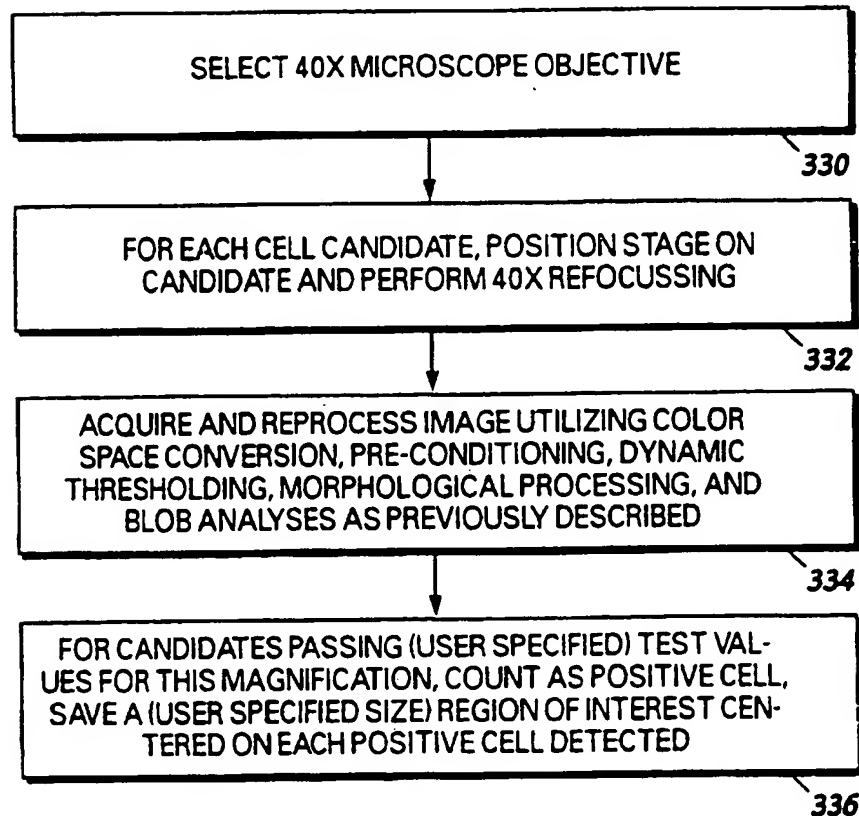 SELECT 40X MICROSCOPE OBJECTIVE
330
FOR EACH CELL CANDIDATE, POSITION STAGE ON
CANDIDATE AND PERFORM 40X REFOCUSSING
332
ACQUIRE AND REPROCESS IMAGE UTILIZING COLOR
SPACE CONVERSION, PRE-CONDITIONING, DYNAMIC
THRESHOLDING, MORPHOLOGICAL PROCESSING, AND
BLOB ANALYSES AS PREVIOUSLY DESCRIBED
334
FOR CANDIDATES PASSING (USER SPECIFIED) TEST VAL-
UES FOR THIS MAGNIFICATION, COUNT AS POSITIVE CELL,
SAVE A (USER SPECIFIED SIZE) REGION OF INTEREST CEN-
TERED ON EACH POSITIVE CELL DETECTED
336